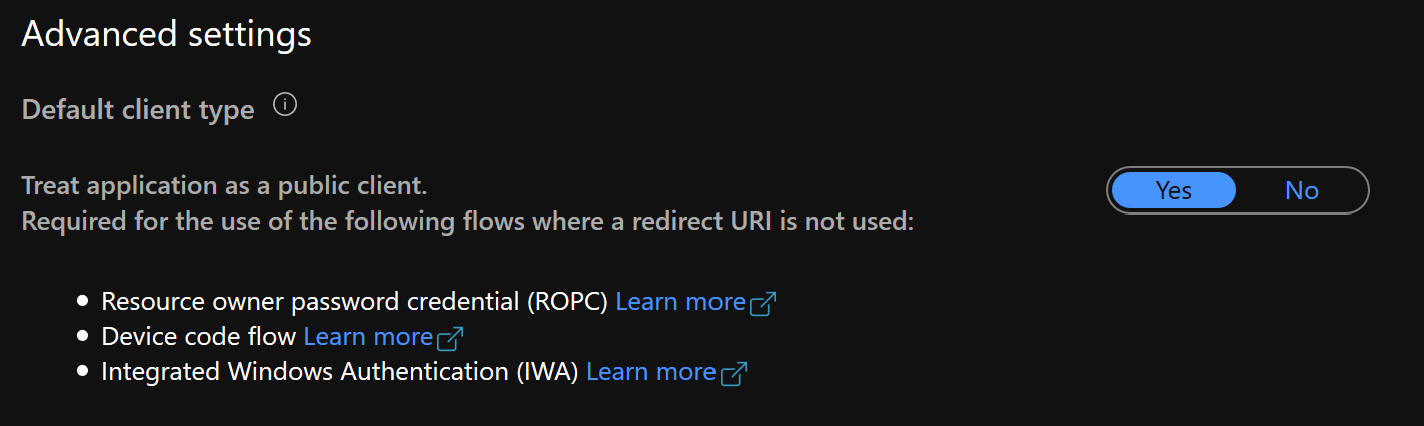 Advanced settings
Default client type
Treat application as a public client.
Required for the use of the following flows where a redirect URI is not used:
Yes No
Resource owner password credential (ROPC) Learn more
Device code flow Learn more
Integrated Windows Authentication (IWA) Learn more